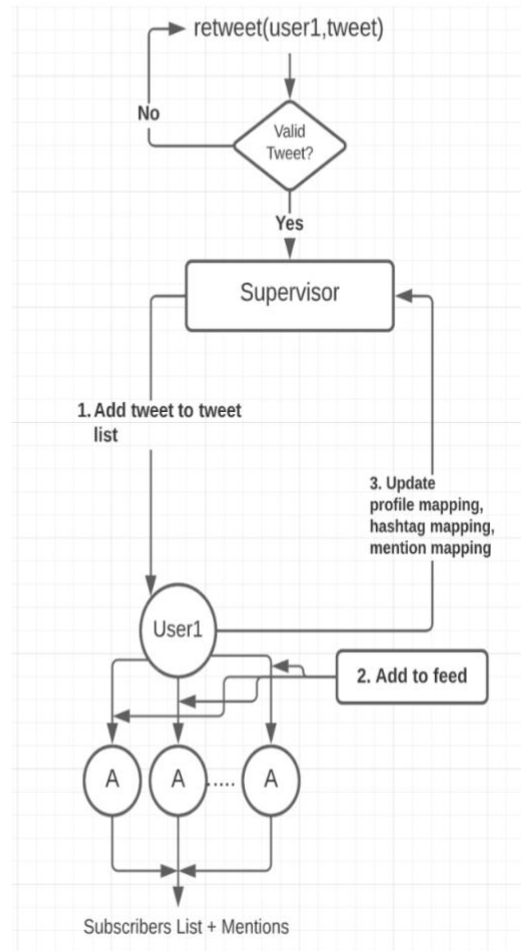 retweet(user1,tweet)
No
Valid
Tweet?
Yes
Supervisor
1. Add tweet to tweet
list
3. Update
profile mapping,
hashtag mapping,
mention mapping
User1
2. Add to feed
A
A
.....
A
Subscribers List + Mentions